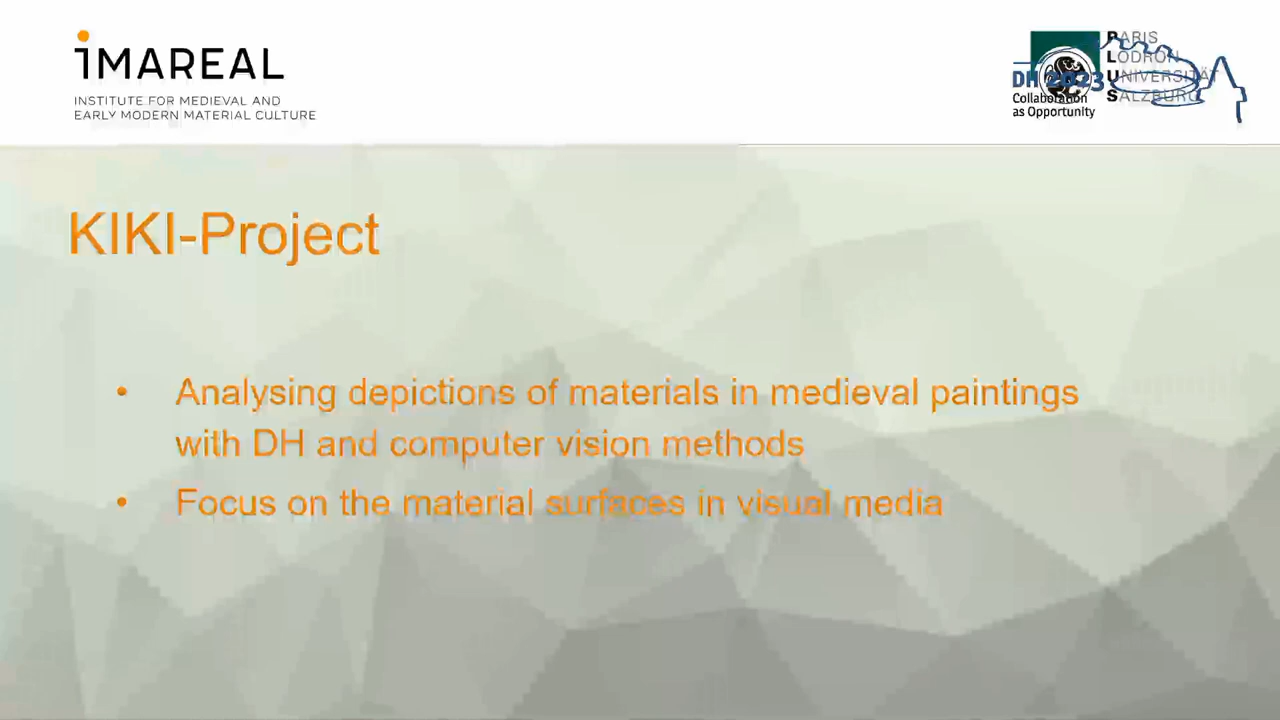 iMAREAL
INSTITUTE FOR MEDIEVAL AND
EARLY MODERN MATERIAL CULTURE
DH 2023
Collaboration
as Opportunity
PARIS
LODRON
UNIVERSITÄT
SALZBURG
KIKI-Project
• Analysing depictions of materials in medieval paintings
with DH and computer vision methods
• Focus on the material surfaces in visual media